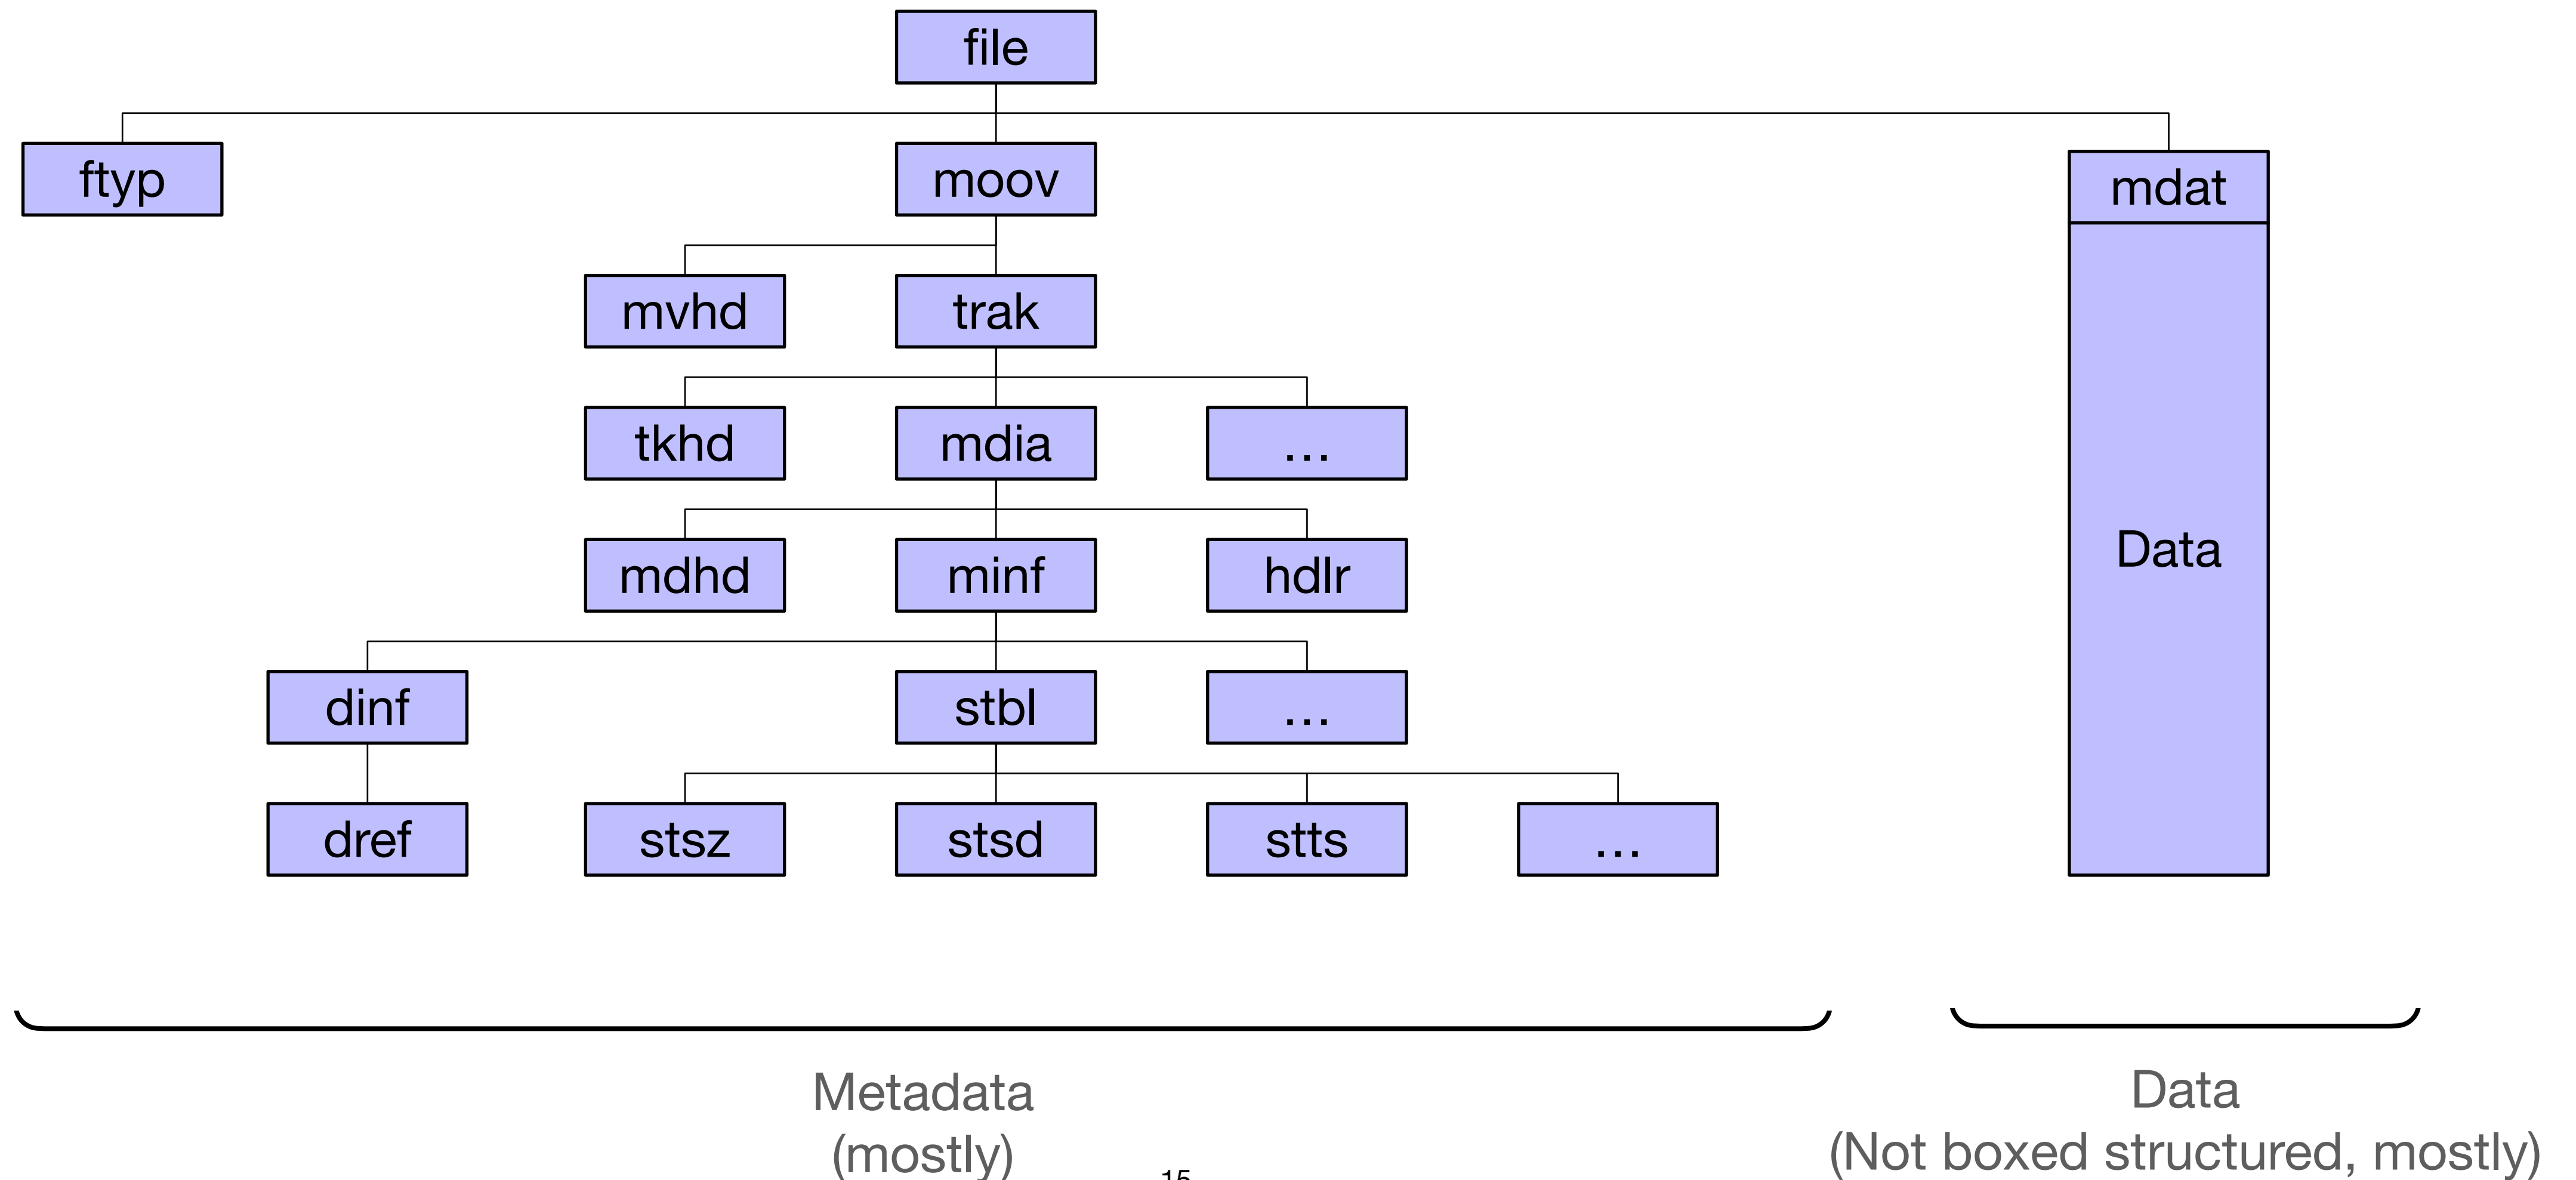 file
ftyp
moov
mdat
mvhd
trak
tkhd
mdia
...
mdhd
minf
hdlr
Data
dinf
stbl
...
dref
stsz
stsd
stts
...
Metadata
(mostly)
Data
(Not boxed structured, mostly)
15